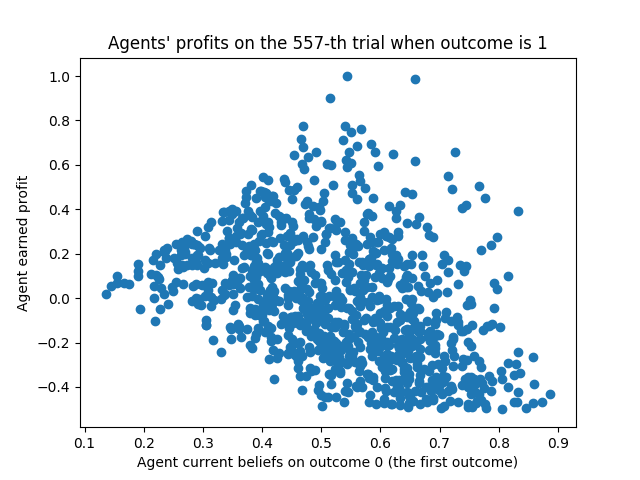 Agents' profits on the 557-th trial when outcome is 1
1.0
0.8
0.6
0.4
0.2
0.0
−0.2
−0.4
Agent earned profit
0.1 0.2 0.3 0.4 0.5 0.6 0.7 0.8 0.9
Agent current beliefs on outcome 0 (the first outcome)